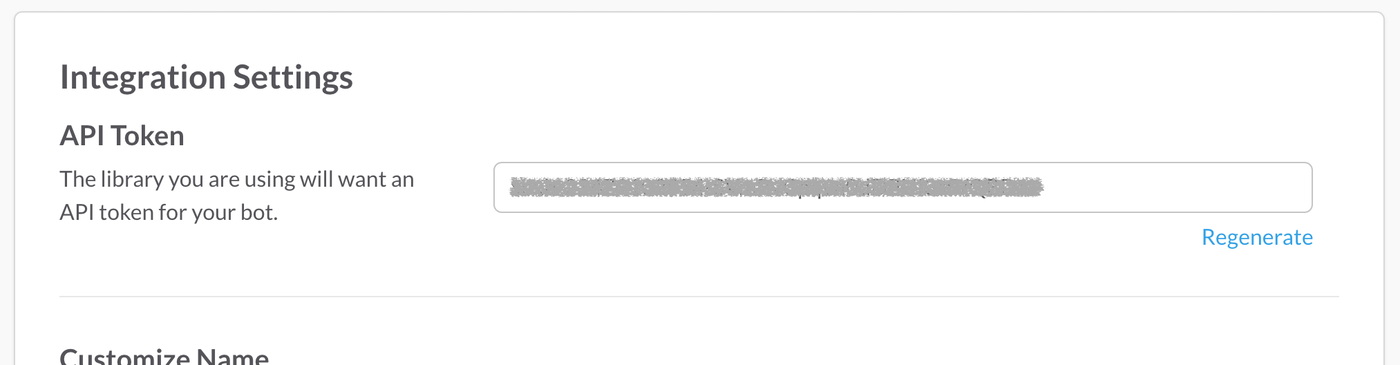 Integration Settings
API Token
The library you are using will want an
API token for your bot.
Regenerate
Customize Name